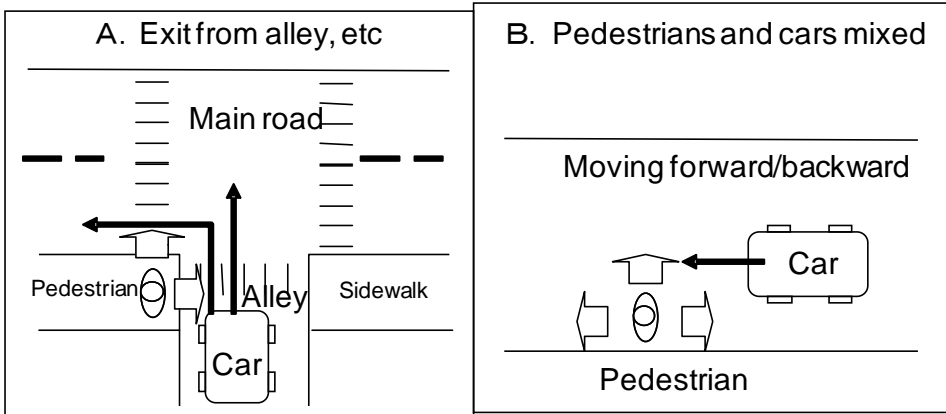 A. Exit from alley, etc
Main road
Pedestrian
Alley
Sidewalk
Car
B. Pedestrians and cars mixed
Moving forward/backward
Car
Pedestrian